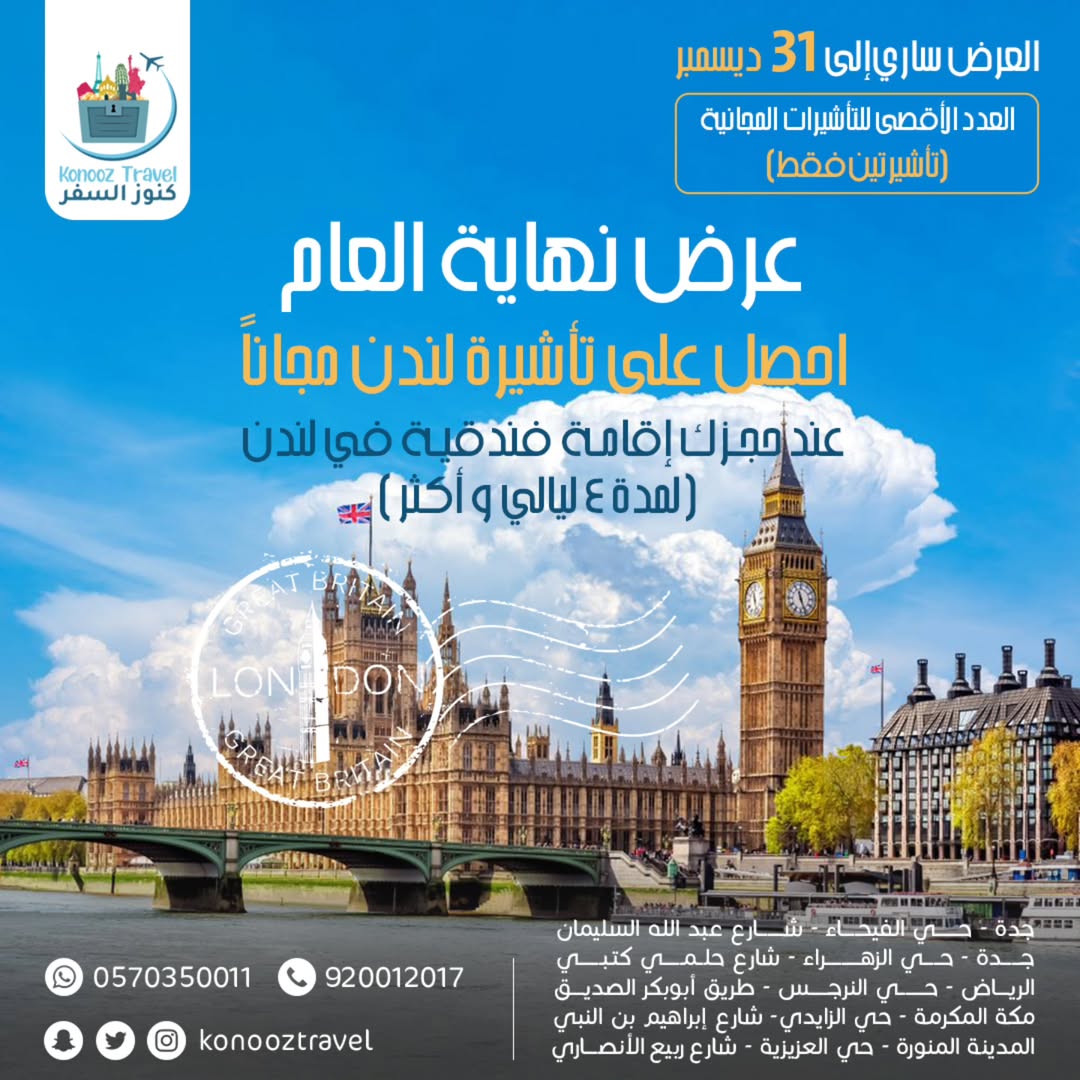 العرض ساري إلى 31 ديسمبر
العدد الأقصى للتأشيرات المجانية
(تأشيرتين فقط)
Konooz Travel
كنوز السفر
عرض نهاية العام
احصل على تأشيرة لندن مجاناً
عند حجزك إقامة فندقية في لندن
(لمدة ٤ ليالي و أكثر)
GREAT BRITAIN
LONDON
GREAT BRITAIN
جدة - حي الفيحاء - شارع عبد الله السليمان
جدة - حي الزهراء - شارع حلمي كتبي
الرياض - حي النرجس - طريق أبوبكر الصديق
مكة المكرمة - حي الزايدي - شارع إبراهيم بن النبي
المدينة المنورة - حي العزيزية - شارع ربيع الأنصاري
0570350011 920012017
konooztravel